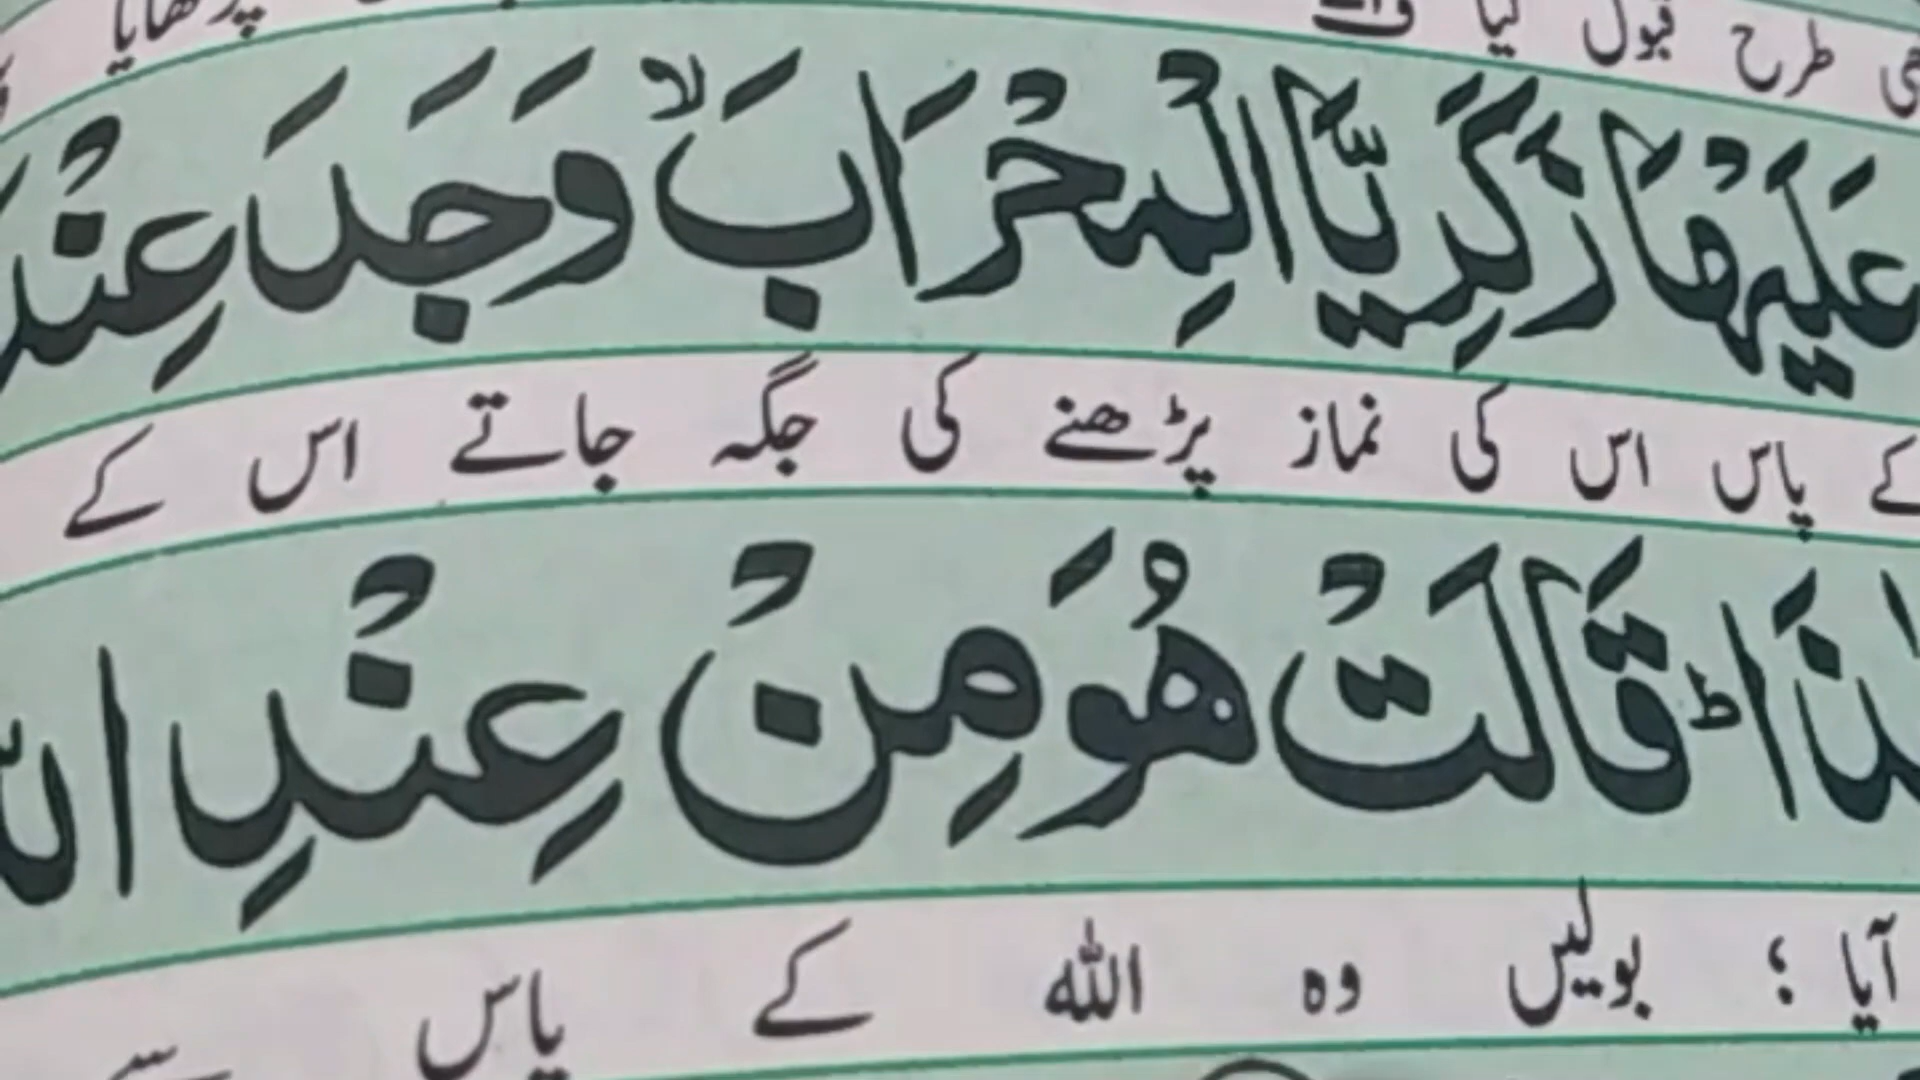 طرح قبول کیا
عَلَيْهَا زَكَرِيَّا الْمِحْرَابَ ۙ وَجَدَ عِنْدَ
کے پاس اس کی نماز پڑھنے کی جگہ جاتے اس کے
قَالَتْ هُوَ مِنْ عِنْدِ
آیا ؛ بولیں وہ اللہ کے پاس